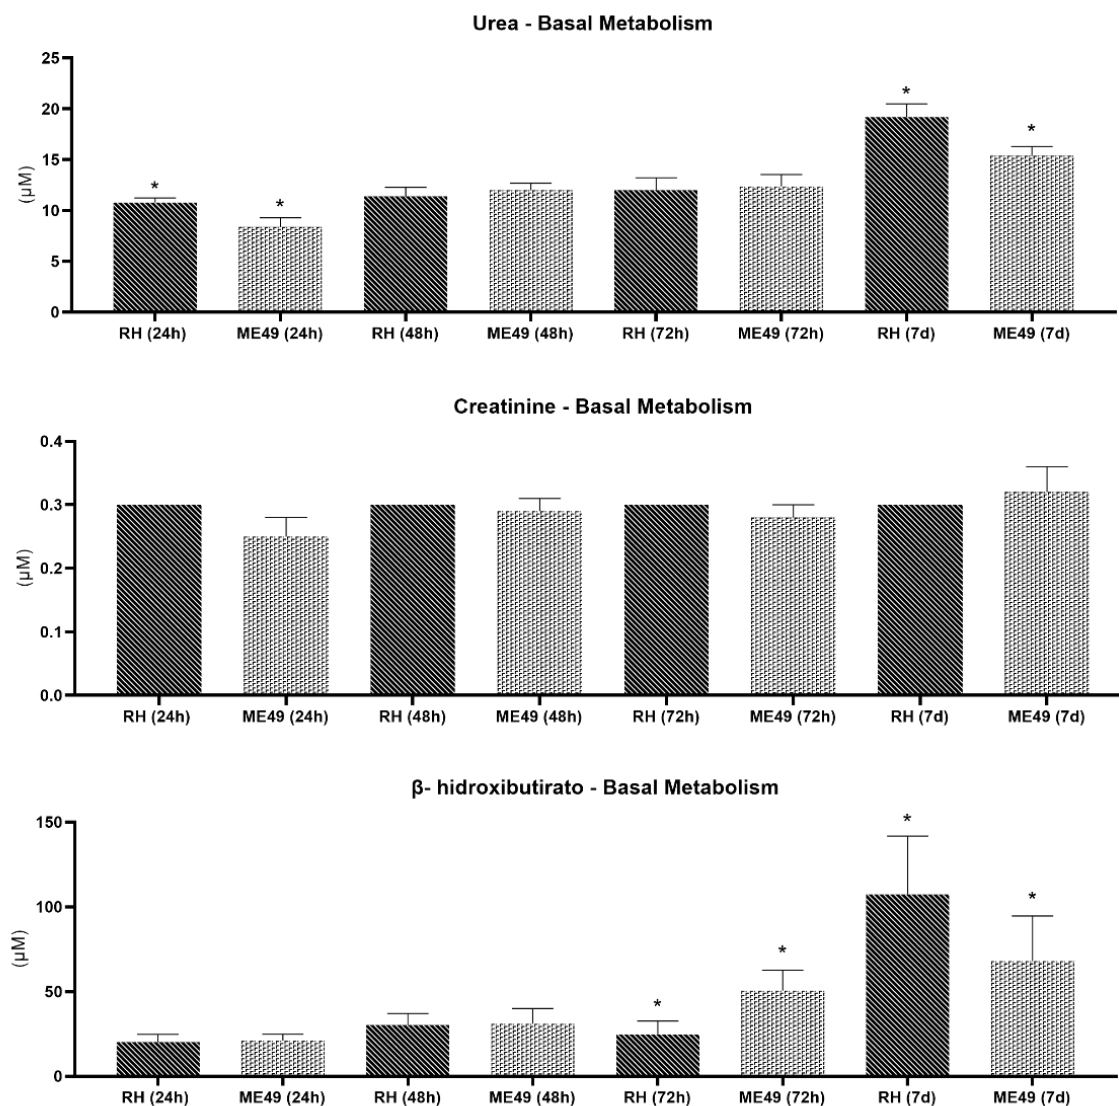 Urea - Basal Metabolism
25
20
15
10
5
0
(μM)
*
*
*
*
RH (24h) ME49 (24h) RH (48h) ME49 (48h) RH (72h) ME49 (72h) RH (7d) ME49 (7d)
Creatinine - Basal Metabolism
0.4
0.3
0.2
0.1
0.0
(μM)
RH (24h) ME49 (24h) RH (48h) ME49 (48h) RH (72h) ME49 (72h) RH (7d) ME49 (7d)
β- hidroxibutirato - Basal Metabolism
150
100
50
0
(μM)
*
*
*
*
RH (24h) ME49 (24h) RH (48h) ME49 (48h) RH (72h) ME49 (72h) RH (7d) ME49 (7d)